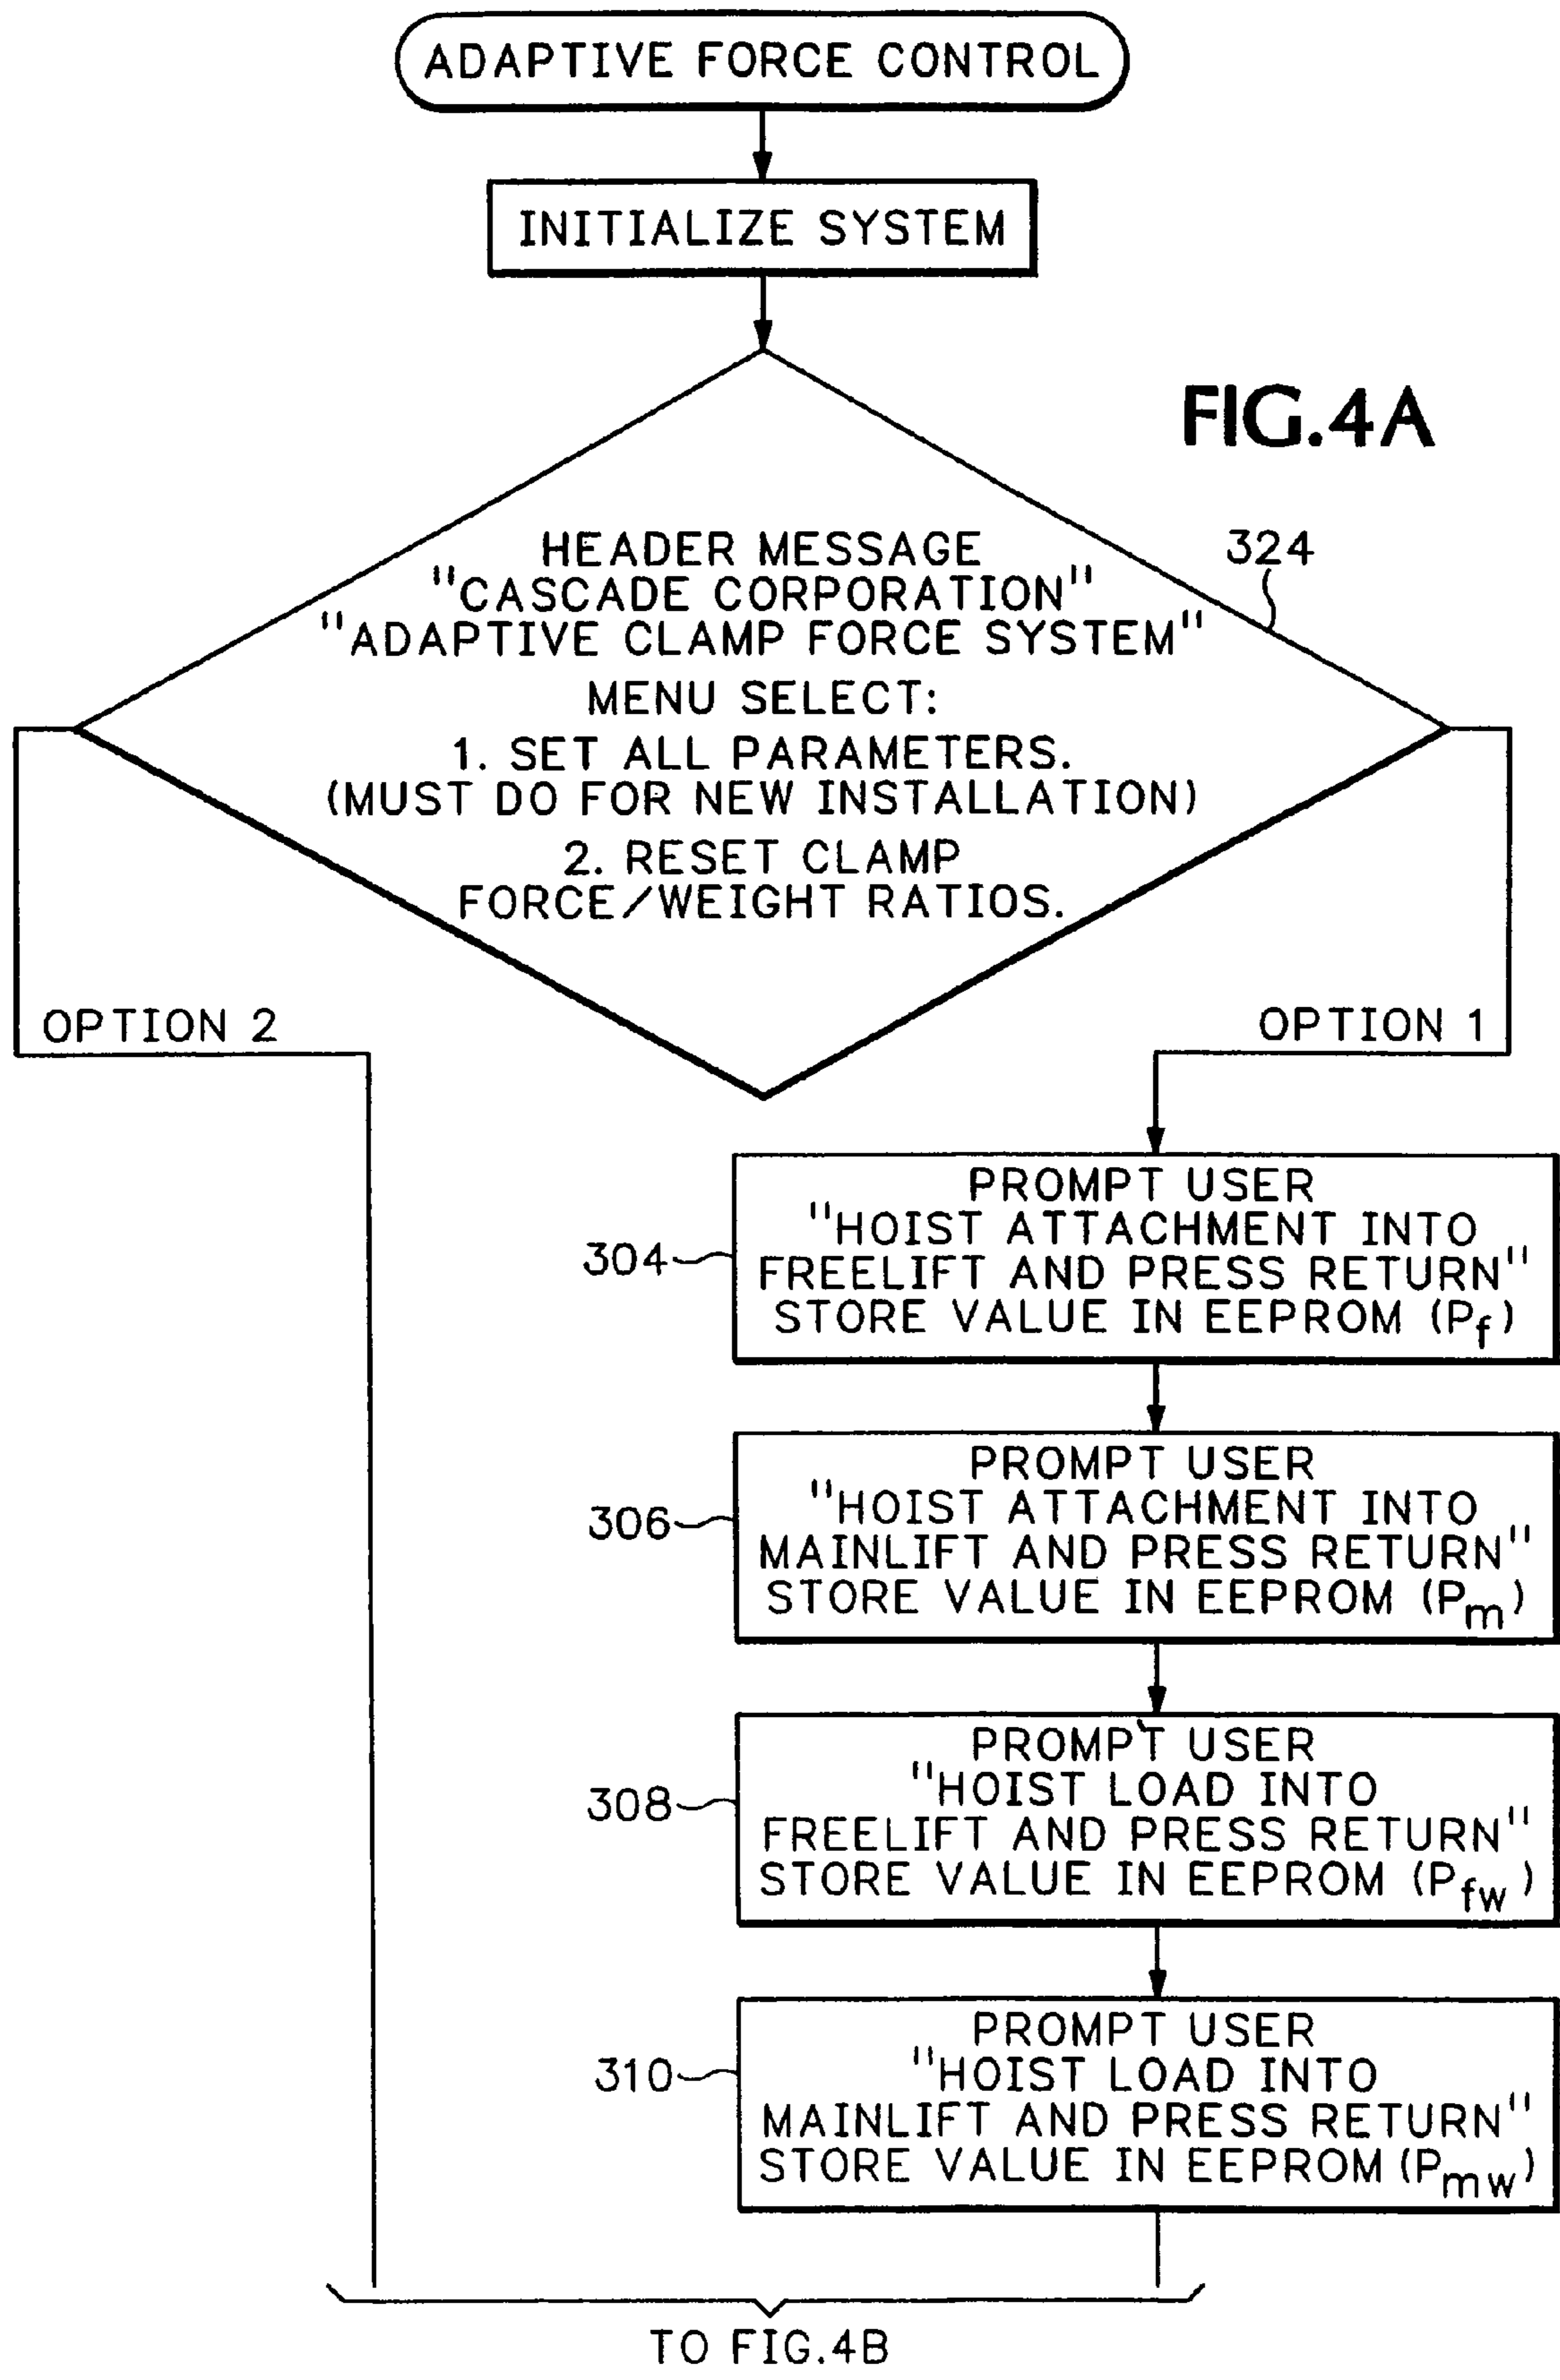 ADAPTIVE FORCE CONTROL
INITIALIZE SYSTEM
FIG.4A
324
HEADER MESSAGE
"CASCADE CORPORATION"
"ADAPTIVE CLAMP FORCE SYSTEM"
MENU SELECT:
1. SET ALL PARAMETERS.
(MUST DO FOR NEW INSTALLATION)
2. RESET CLAMP
FORCE/WEIGHT RATIOS.
OPTION 2
OPTION 1
304
PROMPT USER
"HOIST ATTACHMENT INTO
FREELIFT AND PRESS RETURN"
STORE VALUE IN EEPROM (Pf)
306
PROMPT USER
"HOIST ATTACHMENT INTO
MAINLIFT AND PRESS RETURN"
STORE VALUE IN EEPROM (Pm)
308
PROMPT USER
"HOIST LOAD INTO
FREELIFT AND PRESS RETURN"
STORE VALUE IN EEPROM (Pfw)
310
PROMPT USER
"HOIST LOAD INTO
MAINLIFT AND PRESS RETURN"
STORE VALUE IN EEPROM (Pmw)
TO FIG.4B